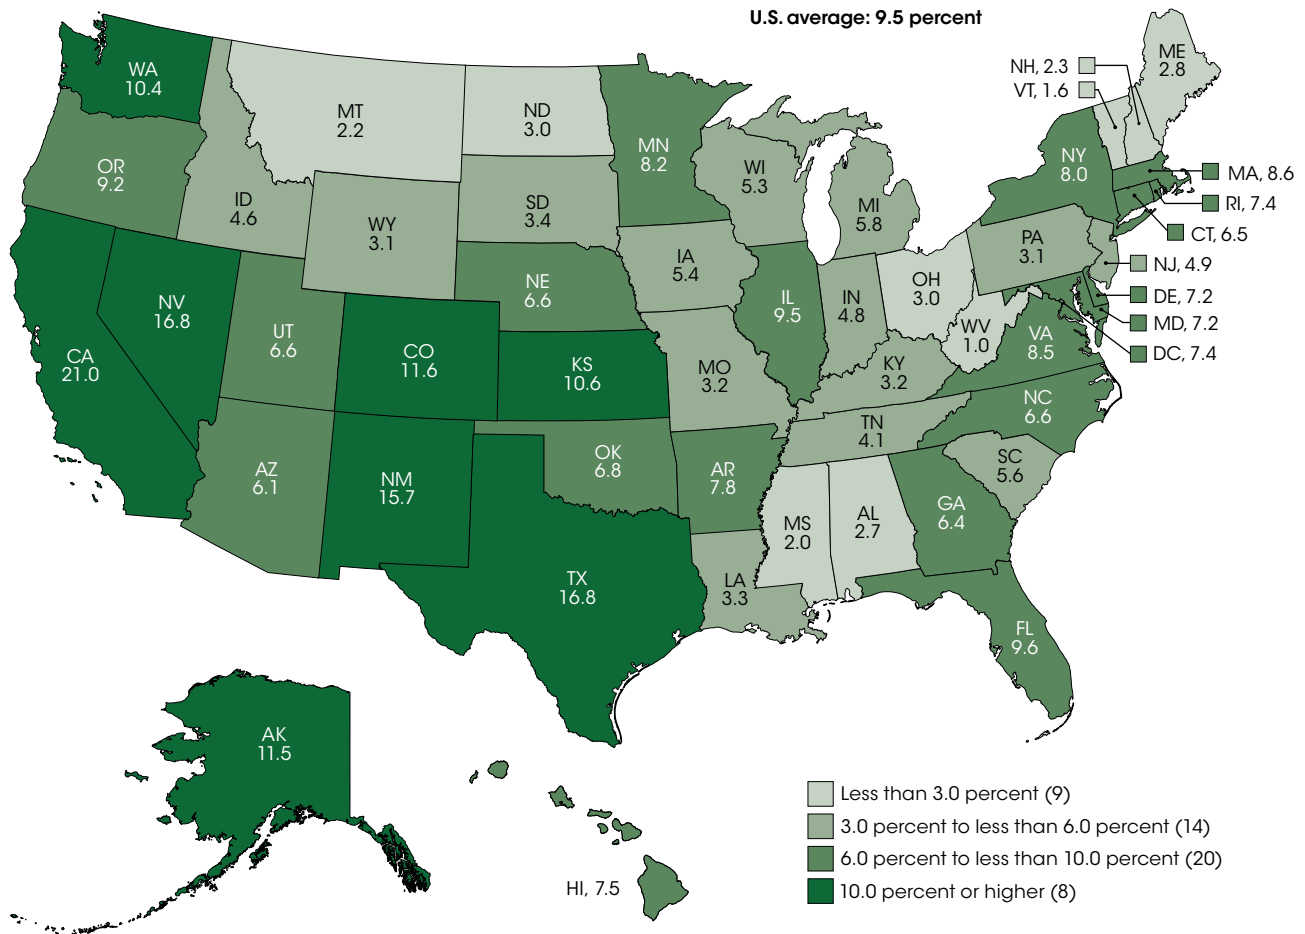 U.S. average: 9.5 percent
WA
10.4
OR
9.2
CA
21.0
NV
16.8
ID
4.6
MT
2.2
WY
3.1
UT
6.6
AZ
6.1
CO
11.6
NM
15.7
ND
3.0
SD
3.4
NE
6.6
KS
10.6
OK
6.8
TX
16.8
MN
8.2
IA
5.4
MO
3.2
AR
7.8
LA
3.3
WI
5.3
IL
9.5
MI
5.8
IN
4.8
OH
3.0
KY
3.2
TN
4.1
MS
2.0
AL
2.7
GA
6.4
FL
9.6
SC
5.6
NC
6.6
VA
8.5
WV
1.0
PA
3.1
NY
8.0
ME
2.8
NH, 2.3
VT, 1.6
MA, 8.6
RI, 7.4
CT, 6.5
NJ, 4.9
DE, 7.2
MD, 7.2
DC, 7.4
AK
11.5
HI, 7.5
Less than 3.0 percent (9)
3.0 percent to less than 6.0 percent (14)
6.0 percent to less than 10.0 percent (20)
10.0 percent or higher (8)